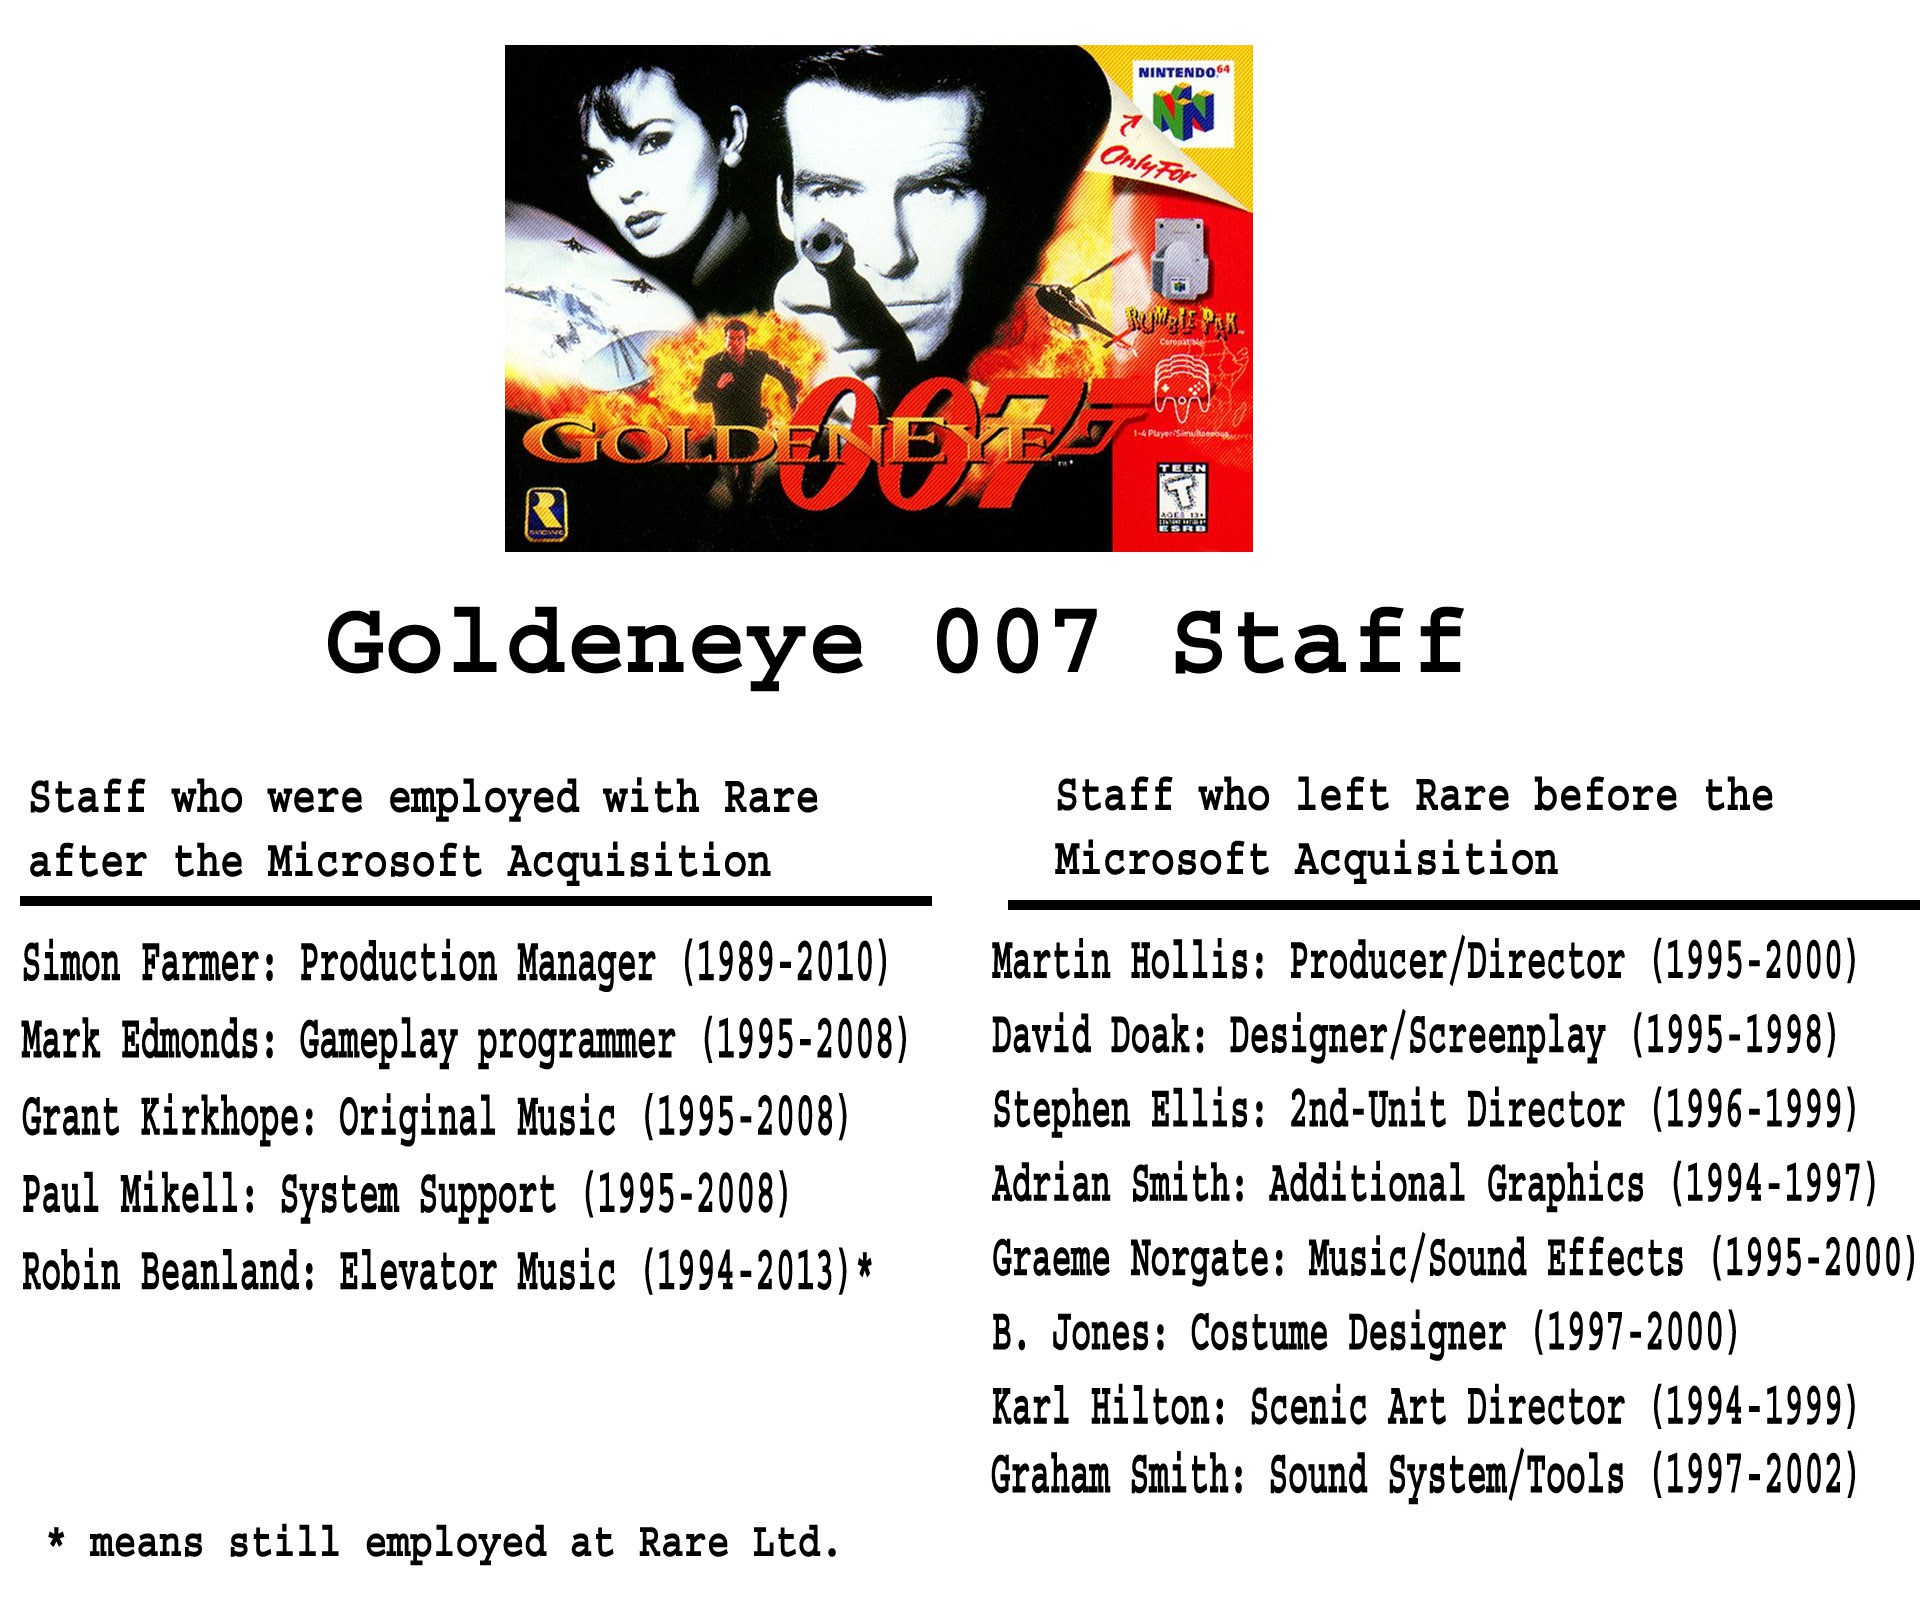 NINTENDO 64
Only For
RUMBLE PAK
Compatible
007
GOLDENEYE
1-4 Player/Simultaneous
TEEN
T
AGES 13+
ESRB
R
Goldeneye 007 Staff
Staff who were employed with Rare
after the Microsoft Acquisition
Simon Farmer: Production Manager (1989-2010)
Mark Edmonds: Gameplay programmer (1995-2008)
Grant Kirkhope: Original Music (1995-2008)
Paul Mikell: System Support (1995-2008)
Robin Beanland: Elevator Music (1994-2013)*
* means still employed at Rare Ltd.
Staff who left Rare before the
Microsoft Acquisition
Martin Hollis: Producer/Director (1995-2000)
David Doak: Designer/Screenplay (1995-1998)
Stephen Ellis: 2nd-Unit Director (1996-1999)
Adrian Smith: Additional Graphics (1994-1997)
Graeme Norgate: Music/Sound Effects (1995-2000)
B. Jones: Costume Designer (1997-2000)
Karl Hilton: Scenic Art Director (1994-1999)
Graham Smith: Sound System/Tools (1997-2002)